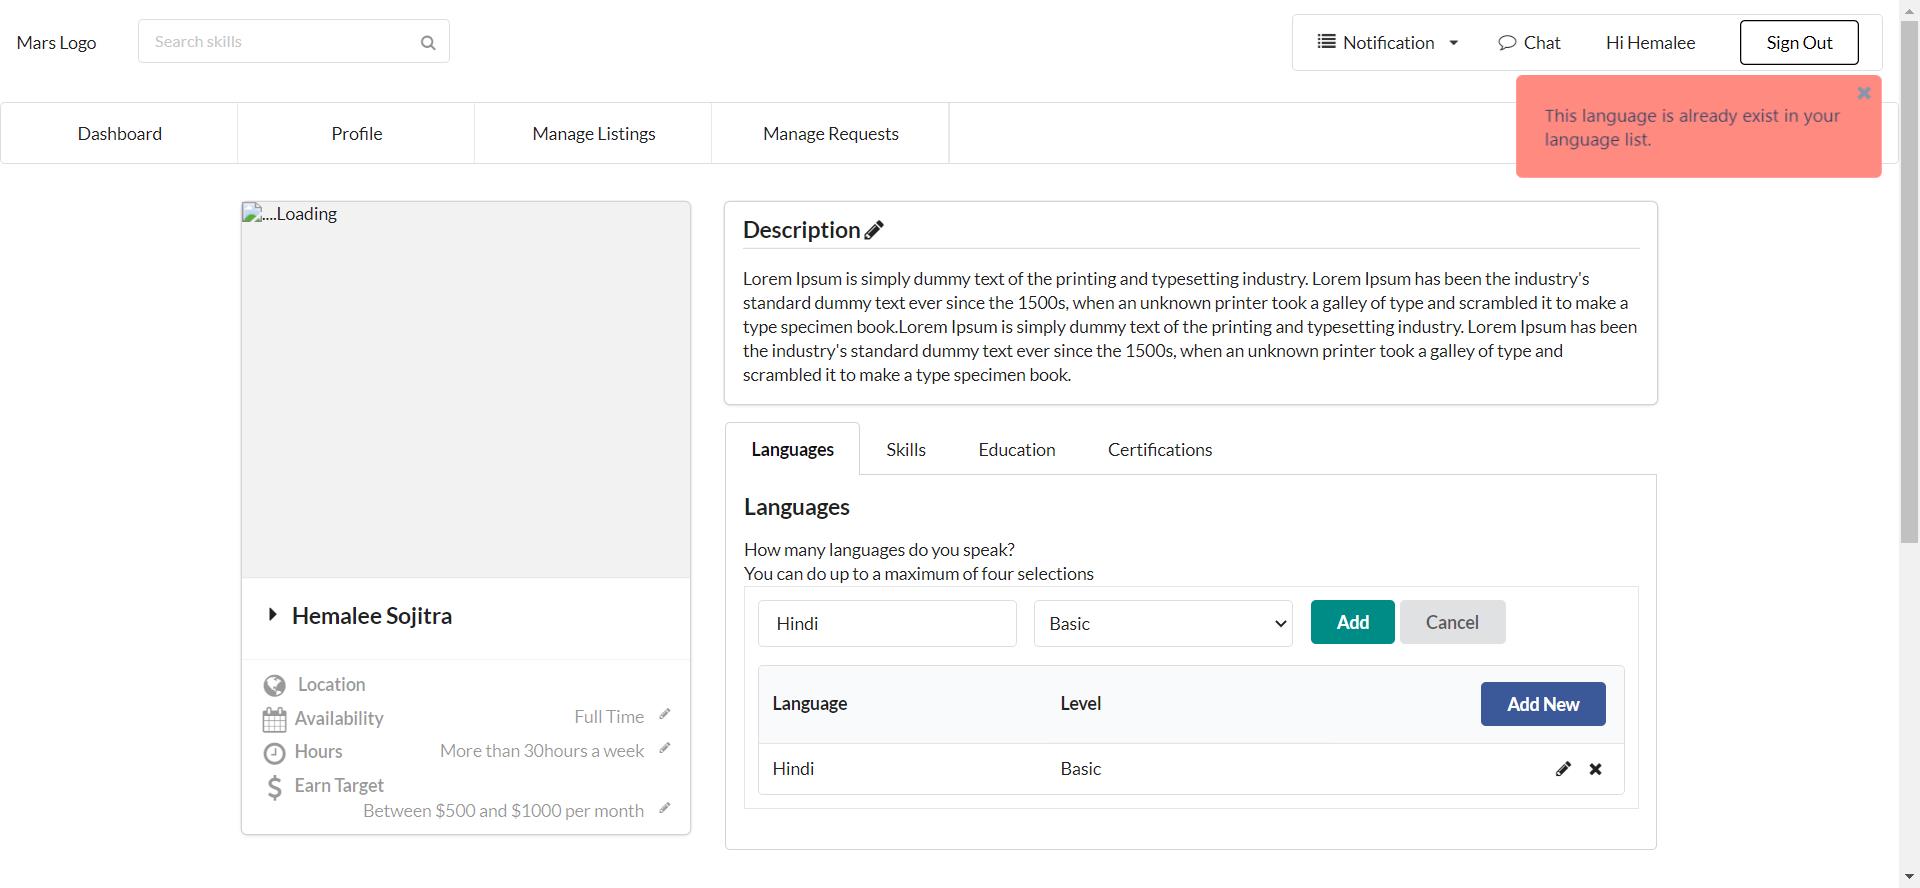 Mars Logo
Search skills
Notification
Chat
Hi Hemalee
Sign Out
This language is already exist in your
language list.
Dashboard
Profile
Manage Listings
Manage Requests
....Loading
Hemalee Sojitra
Location
Availability
Full Time
Hours
More than 30hours a week
Earn Target
Between $500 and $1000 per month
Description
Lorem Ipsum is simply dummy text of the printing and typesetting industry. Lorem Ipsum has been the industry's
standard dummy text ever since the 1500s, when an unknown printer took a galley of type and scrambled it to make a
type specimen book.Lorem Ipsum is simply dummy text of the printing and typesetting industry. Lorem Ipsum has been
the industry's standard dummy text ever since the 1500s, when an unknown printer took a galley of type and
scrambled it to make a type specimen book.
Languages
Skills
Education
Certifications
Languages
How many languages do you speak?
You can do up to a maximum of four selections
Hindi
Basic
Add
Cancel
Language
Level
Add New
Hindi
Basic